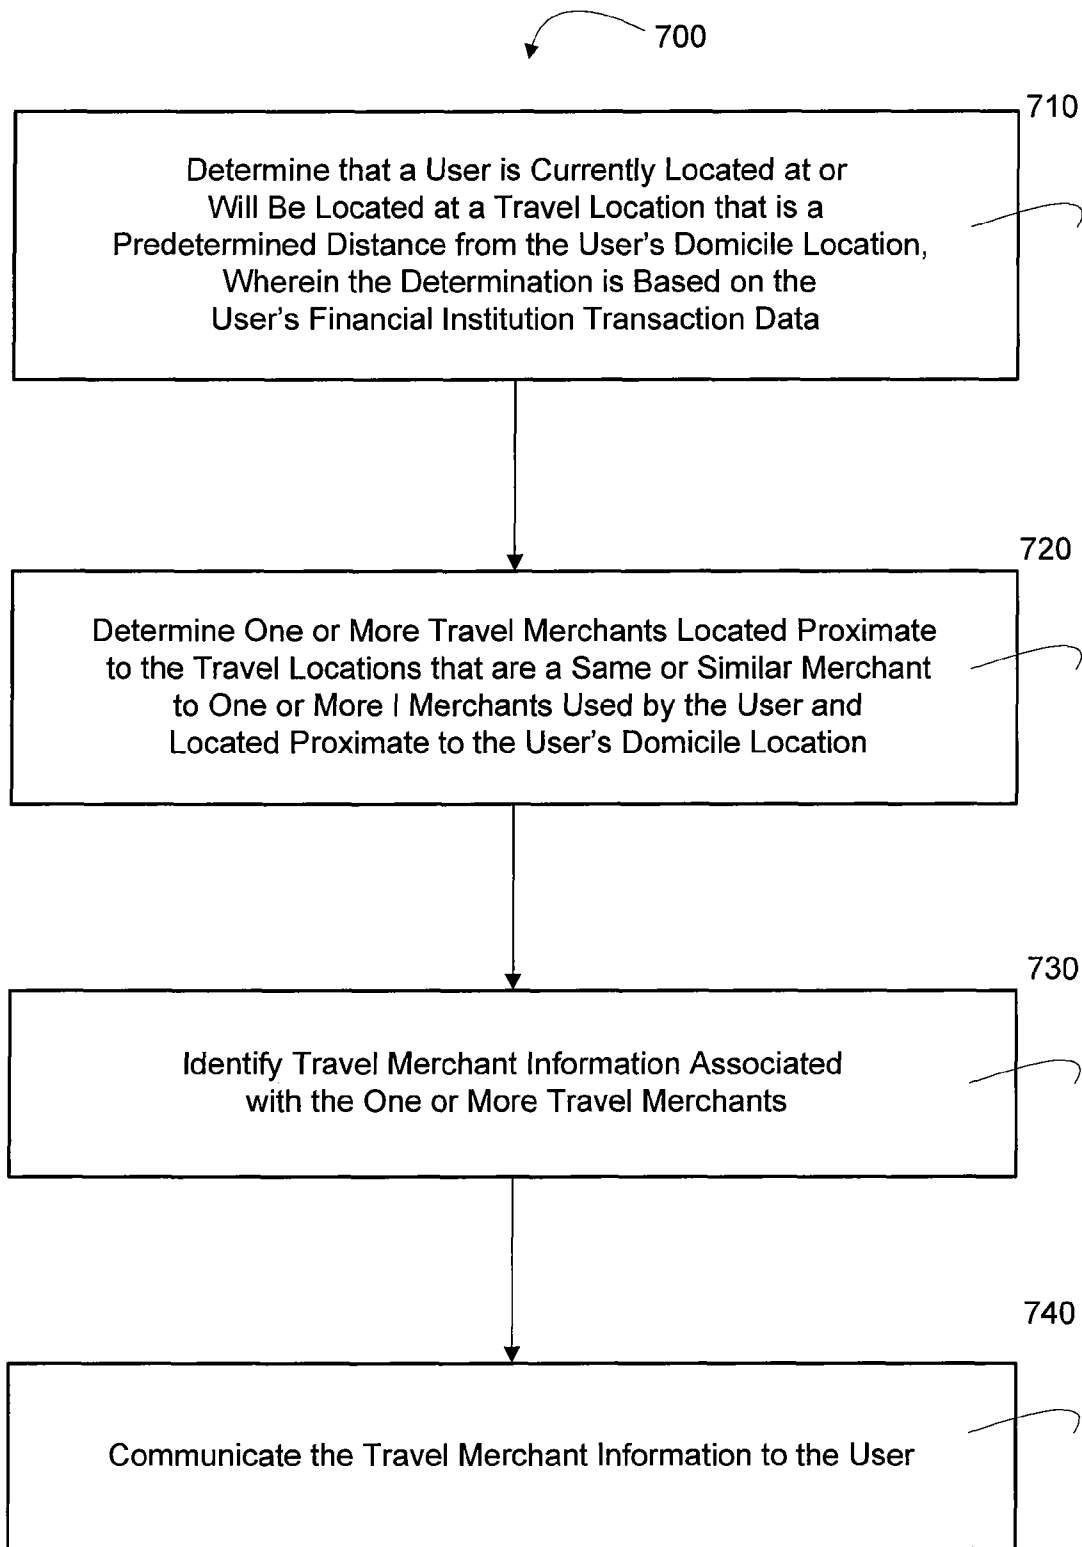 700
710
Determine that a User is Currently Located at or
Will Be Located at a Travel Location that is a
Predetermined Distance from the User's Domicile Location,
Wherein the Determination is Based on the
User's Financial Institution Transaction Data
720
Determine One or More Travel Merchants Located Proximate
to the Travel Locations that are a Same or Similar Merchant
to One or More I Merchants Used by the User and
Located Proximate to the User's Domicile Location
730
Identify Travel Merchant Information Associated
with the One or More Travel Merchants
740
Communicate the Travel Merchant Information to the User